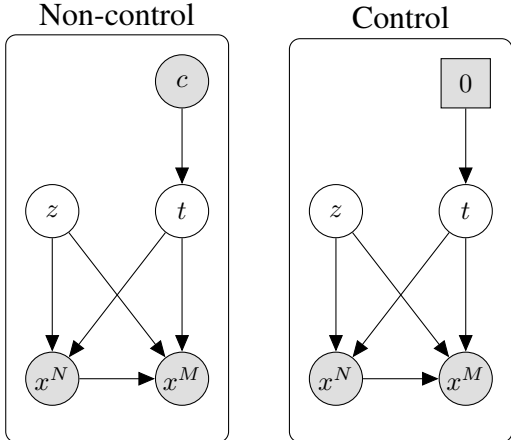 Non-control Control
c 0
z t z t
x^N x^M x^N x^M